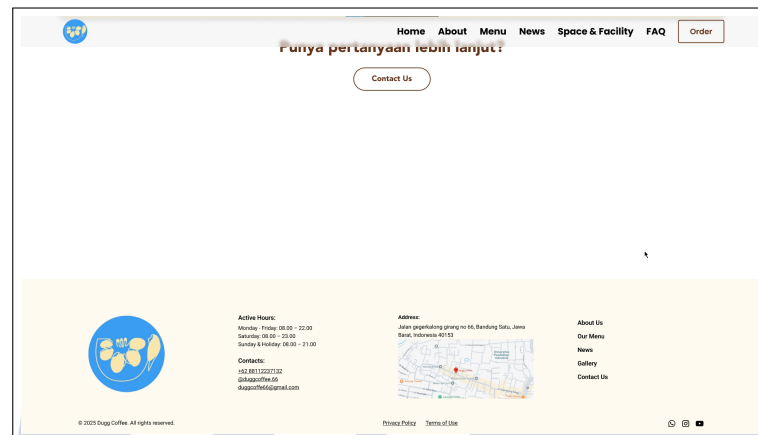 Home About Menu News Space & Facility FAQ Order
Punya pertanyaan lebih lanjut?
Contact Us
Active Hours:
Monday - Friday: 08.00 – 22.00
Saturday: 08.00 – 23.00
Sunday & Holiday: 08.00 – 21.00
Contacts:
+62 88112237132
@duggcoffee.66
duggcoffe66@gmail.com
Address:
Jalan gegerkalong girang no 66, Bandung Satu, Jawa
Barat, Indonesia 40153
About Us
Our Menu
News
Gallery
Contact Us
© 2025 Dugg Coffee. All rights reserved.
Privacy Policy Terms of Use